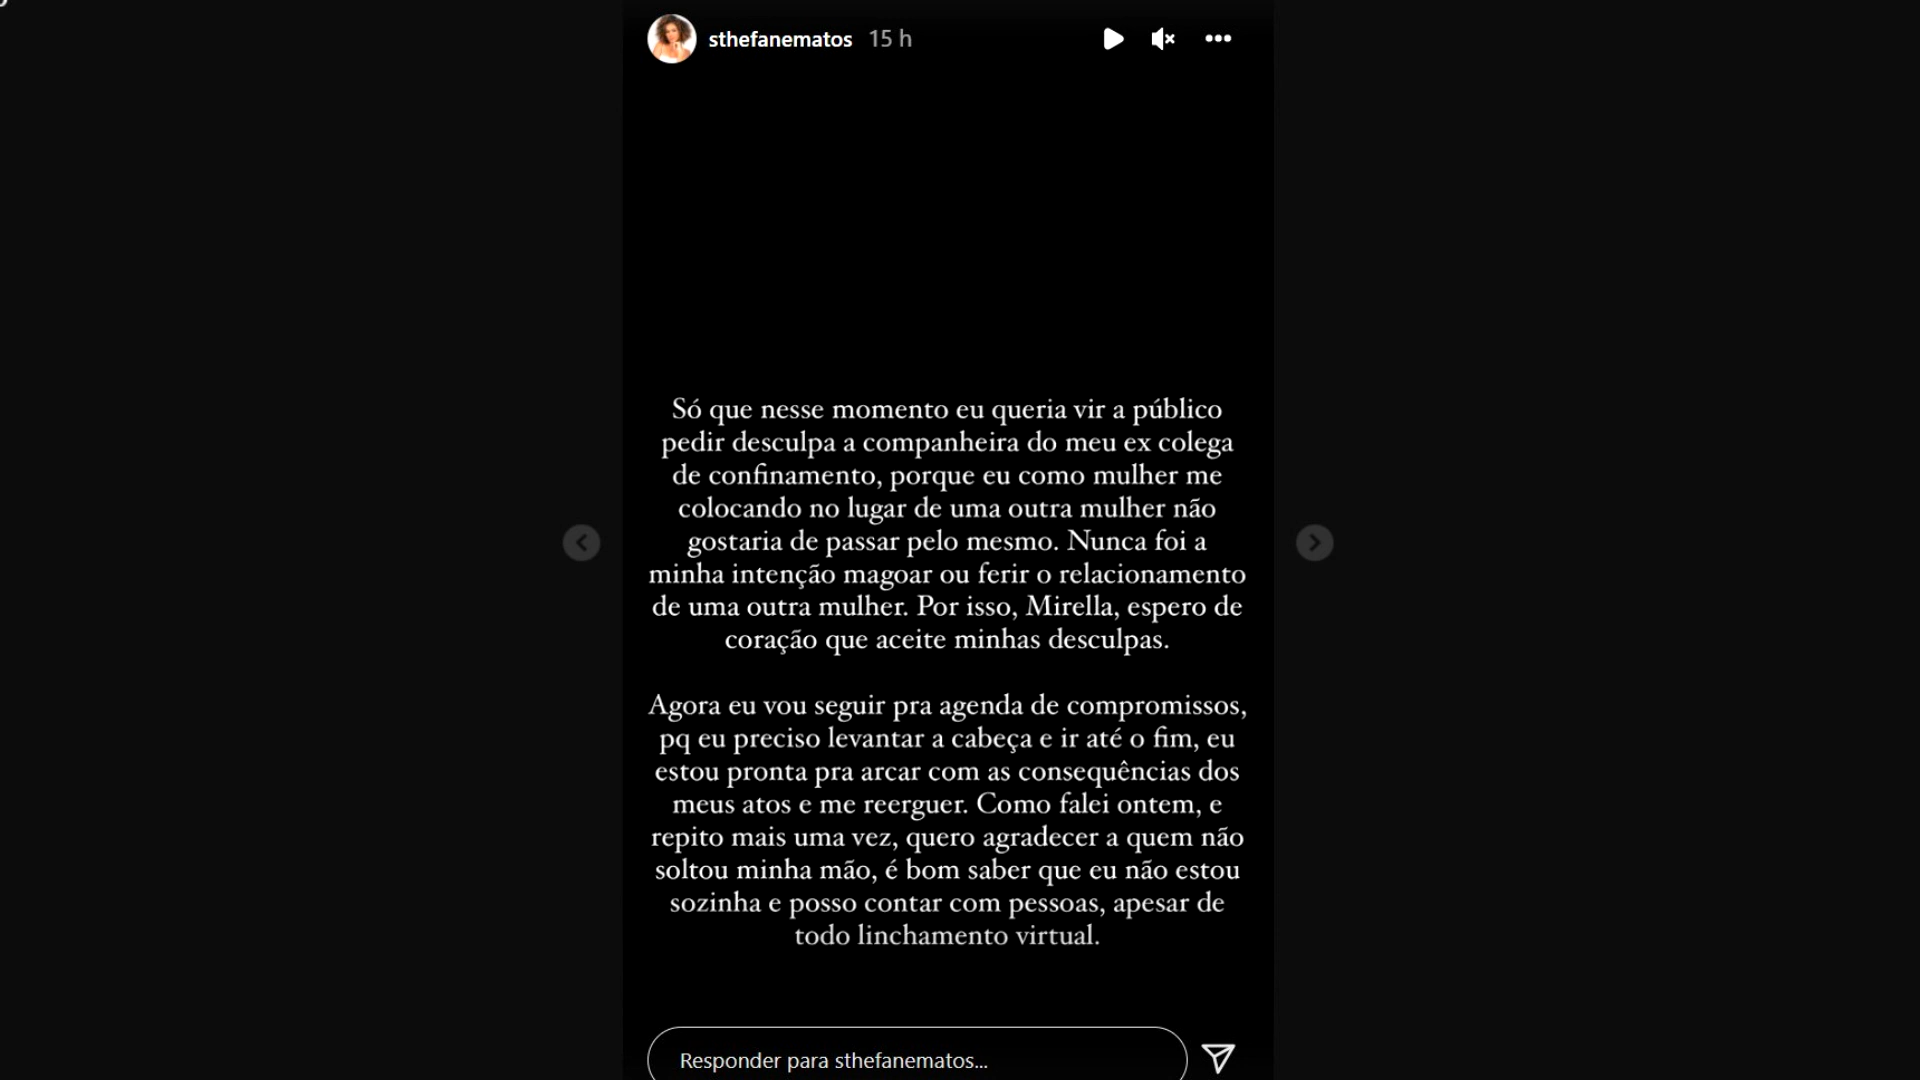 sthefanematos 15 h
Só que nesse momento eu queria vir a público
pedir desculpa a companheira do meu ex colega
de confinamento, porque eu como mulher me
colocando no lugar de uma outra mulher não
gostaria de passar pelo mesmo. Nunca foi a
minha intenção magoar ou ferir o relacionamento
de uma outra mulher. Por isso, Mirella, espero de
coração que aceite minhas desculpas.
Agora eu vou seguir pra agenda de compromissos,
pq eu preciso levantar a cabeça e ir até o fim, eu
estou pronta pra arcar com as consequências dos
meus atos e me reerguer. Como falei ontem, e
repito mais uma vez, quero agradecer a quem não
soltou minha mão, é bom saber que eu não estou
sozinha e posso contar com pessoas, apesar de
todo linchamento virtual.
Responder para sthefanematos...